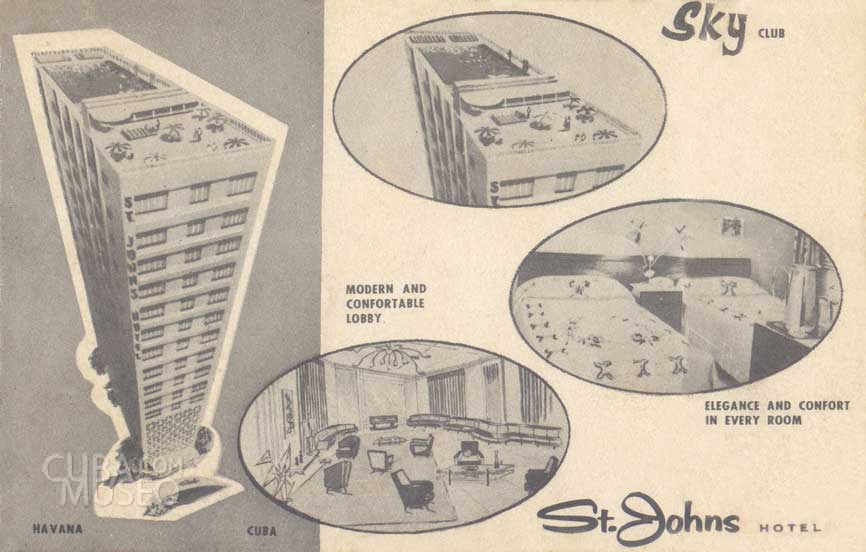 Sky CLUB
ST. JOHNS HOTEL
S
MODERN AND
CONFORTABLE
LOBBY.
ELEGANCE AND CONFORT
IN EVERY ROOM
CUBA
MUSEO
HAVANA
CUBA
St. Johns HOTEL